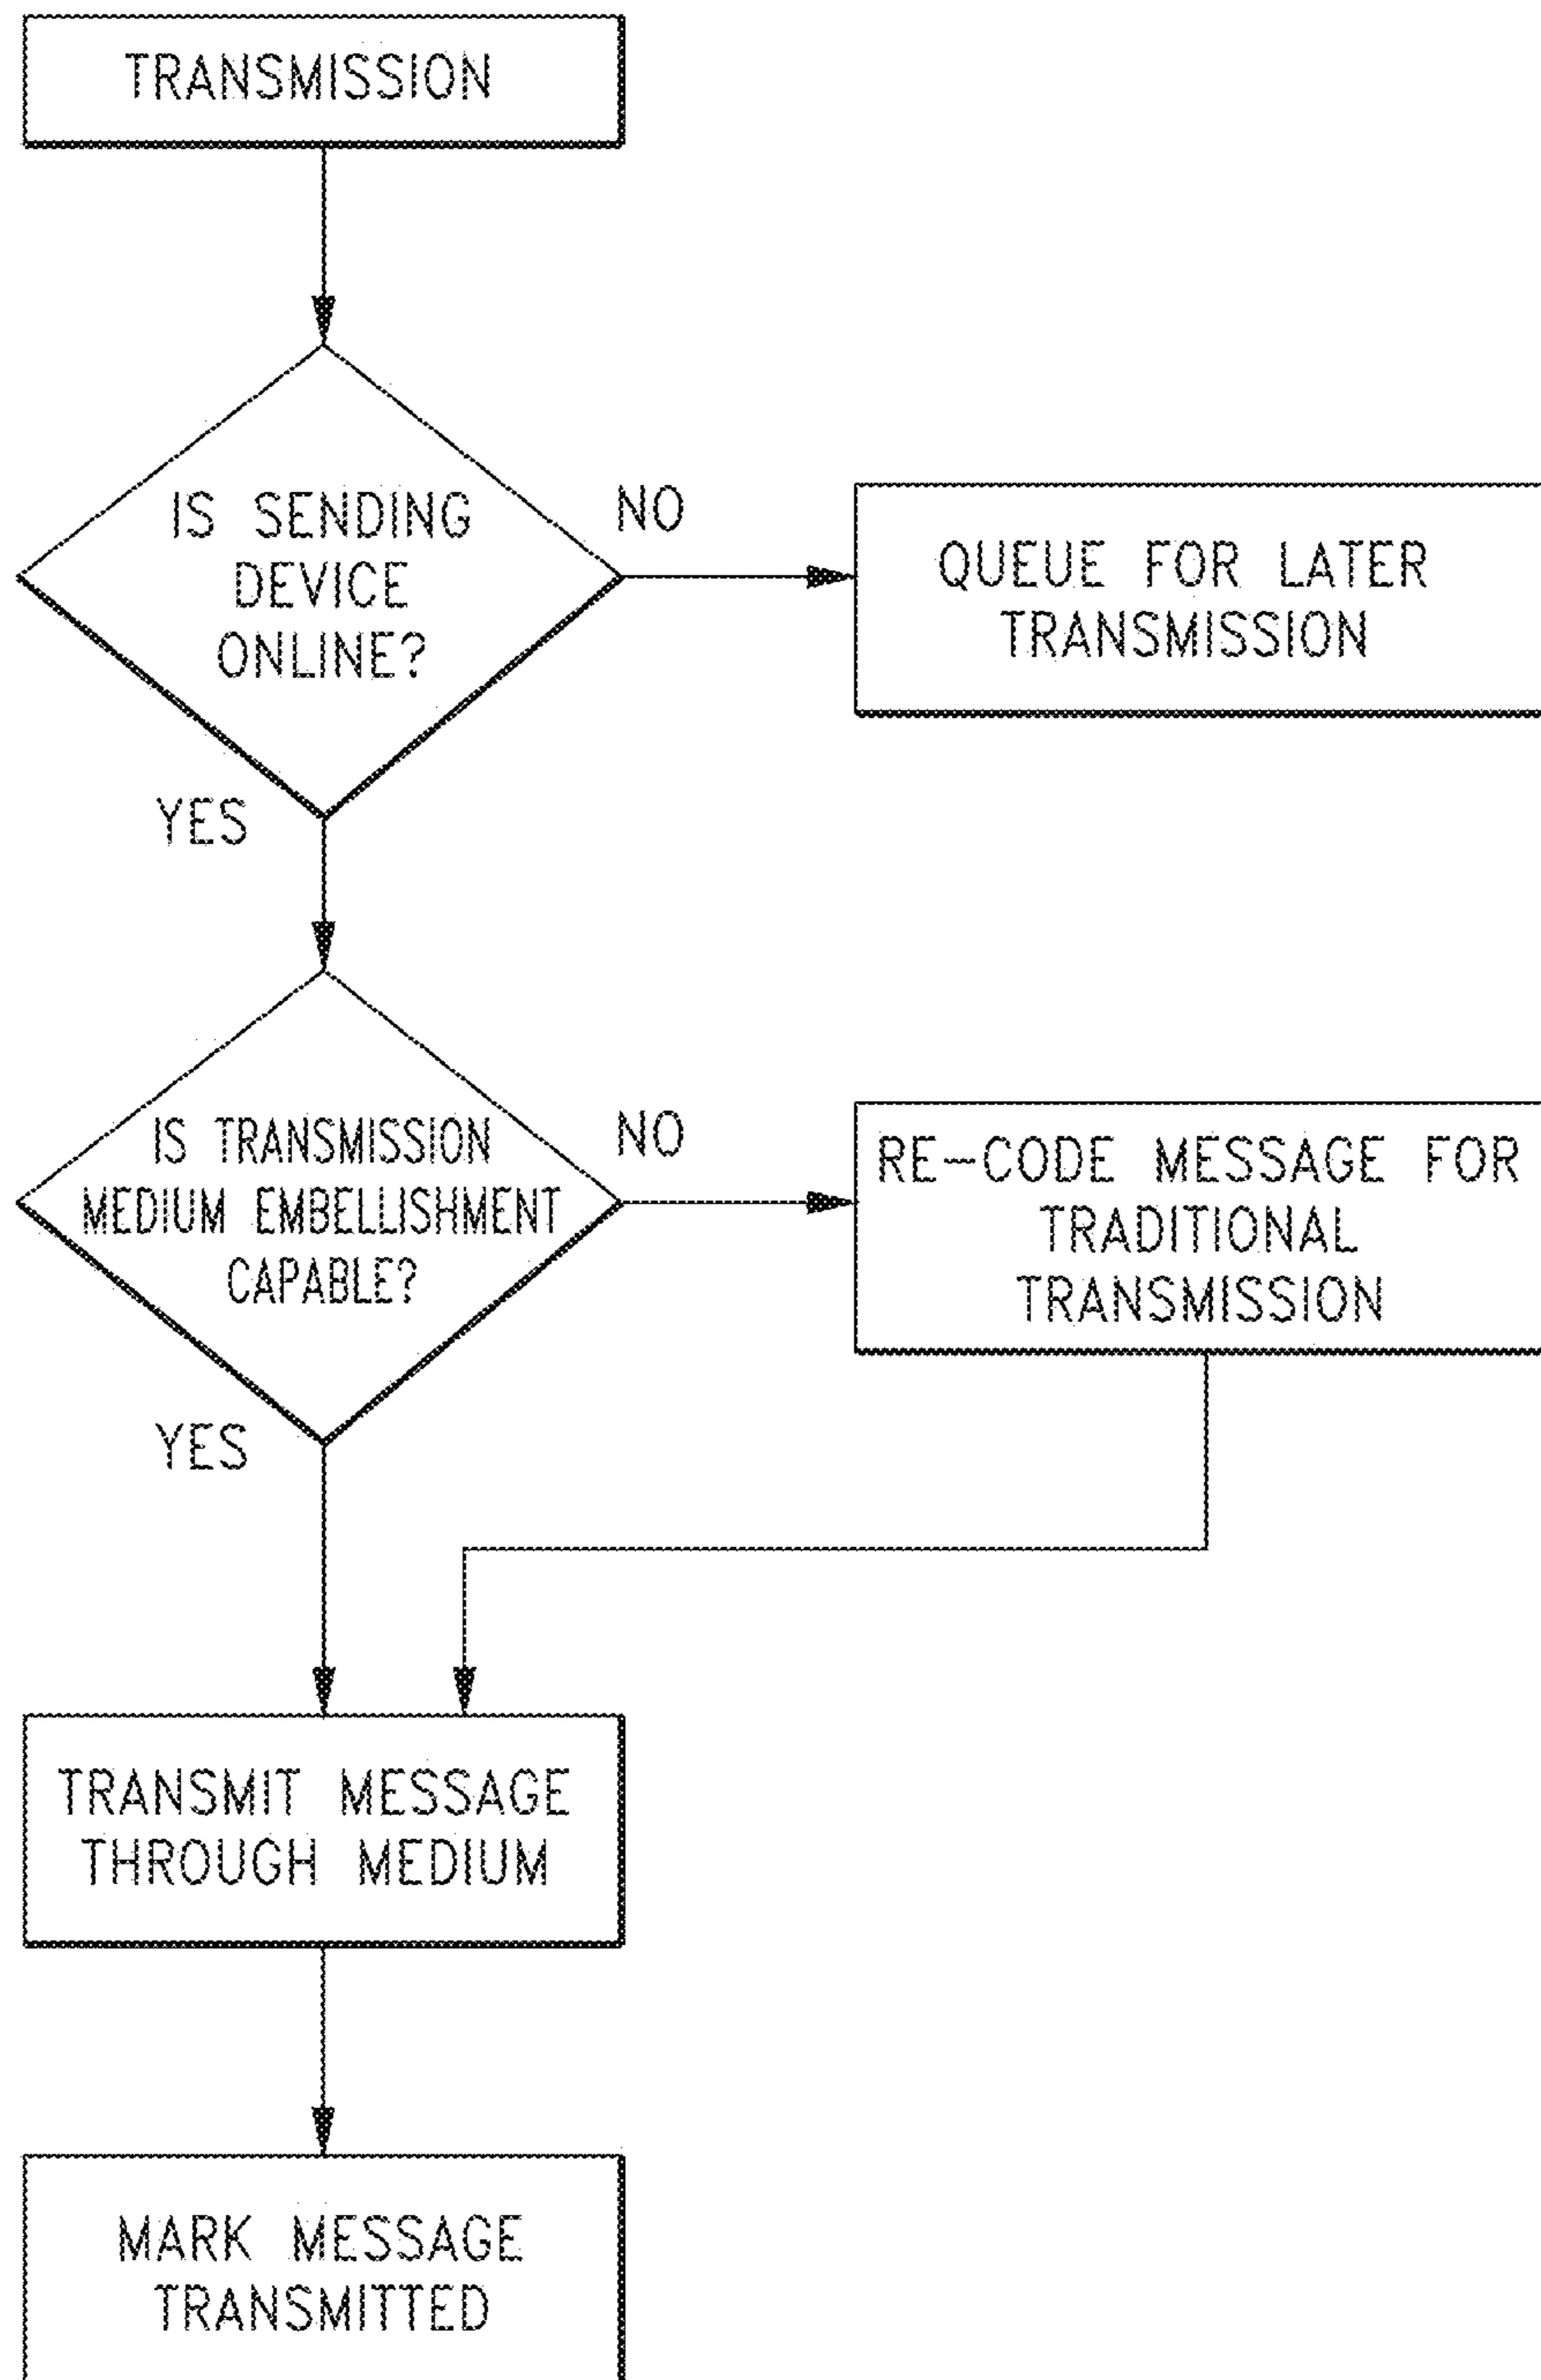 TRANSMISSION
IS SENDING
DEVICE
ONLINE?
NO
QUEUE FOR LATER
TRANSMISSION
YES
IS TRANSMISSION
MEDIUM EMBELLISHMENT
CAPABLE?
NO
RE-CODE MESSAGE FOR
TRADITIONAL
TRANSMISSION
YES
TRANSMIT MESSAGE
THROUGH MEDIUM
MARK MESSAGE
TRANSMITTED